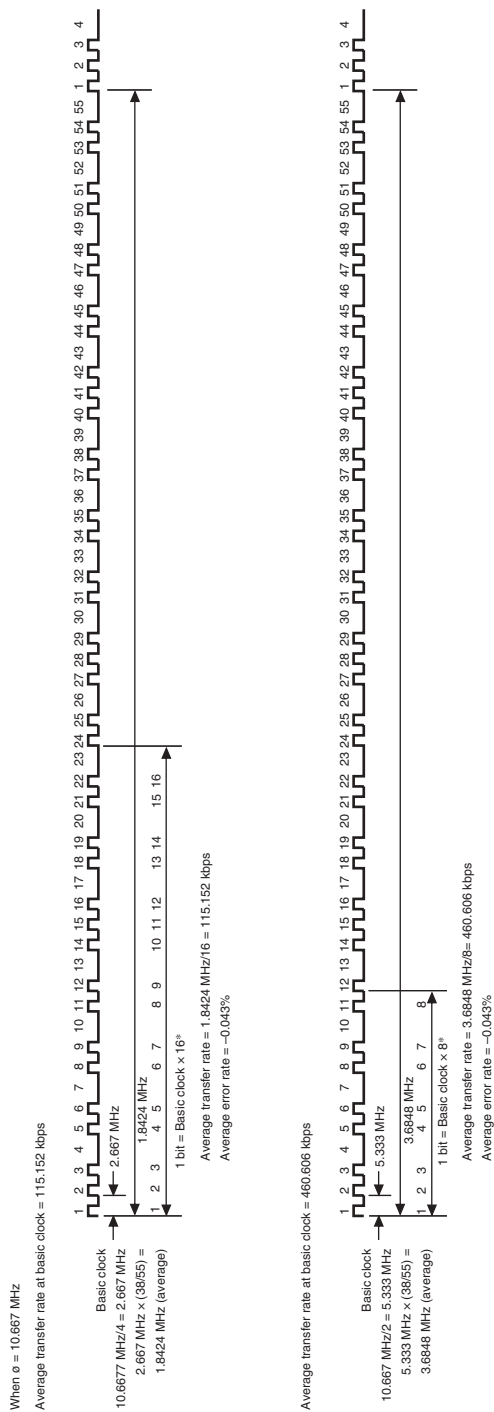 When ø = 10.667 MHz
Average transfer rate at basic clock = 115.152 kbps
1 2 3 4 5 6 7 8 9 10 11 12 13 14 15 16 17 18 19 20 21 22 23 24 25 26 27 28 29 30 31 32 33 34 35 36 37 38 39 40 41 42 43 44 45 46 47 48 49 50 51 52 53 54 55 1 2 3 4
Basic clock
2.667 MHz
10.6677 MHz/4 = 2.667 MHz
2.667 MHz × (38/55) =
1.8424 MHz
1.8424 MHz (average)
1 2 3 4 5 6 7 8 9 10 11 12 13 14 15 16
1 bit = Basic clock × 16*
Average transfer rate = 1.8424 MHz/16 = 115.152 kbps
Average error rate = –0.043%
Average transfer rate at basic clock = 460.606 kbps
1 2 3 4 5 6 7 8 9 10 11 12 13 14 15 16 17 18 19 20 21 22 23 24 25 26 27 28 29 30 31 32 33 34 35 36 37 38 39 40 41 42 43 44 45 46 47 48 49 50 51 52 53 54 55 1 2 3 4
Basic clock
5.333 MHz
10.667 MHz/2 = 5.333 MHz
5.333 MHz × (38/55) =
3.6848 MHz
3.6848 MHz (average)
1 2 3 4 5 6 7 8
1 bit = Basic clock × 8*
Average transfer rate = 3.6848 MHz/8= 460.606 kbps
Average error rate = –0.043%